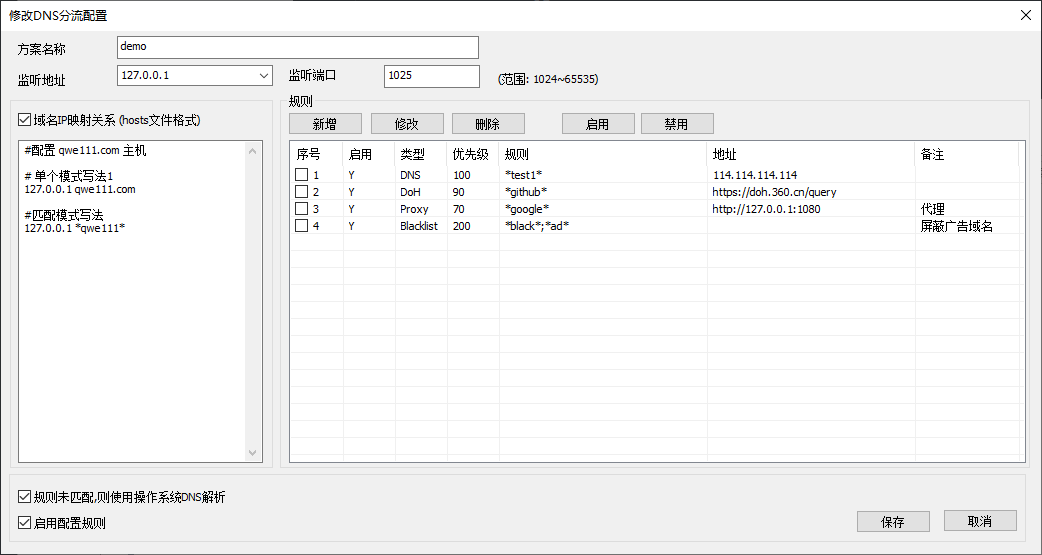 修改DNS分流配置
方案名称 demo
监听地址 127.0.0.1 监听端口 1025 (范围: 1024~65535)
域名IP映射关系 (hosts文件格式)
#配置 qwe111.com 主机
# 单个模式写法1
127.0.0.1 qwe111.com
#匹配模式写法
127.0.0.1 *qwe111*
规则
新增 修改 删除 启用 禁用
序号 启用 类型 优先级 规则 地址 备注
1 Y DNS 100 *test1* 114.114.114.114
2 Y DoH 90 *github* https://doh.360.cn/query
3 Y Proxy 70 *google* http://127.0.0.1:1080 代理
4 Y Blacklist 200 *black*;*ad* 屏蔽广告域名
规则未匹配,则使用操作系统DNS解析
启用配置规则
保存 取消